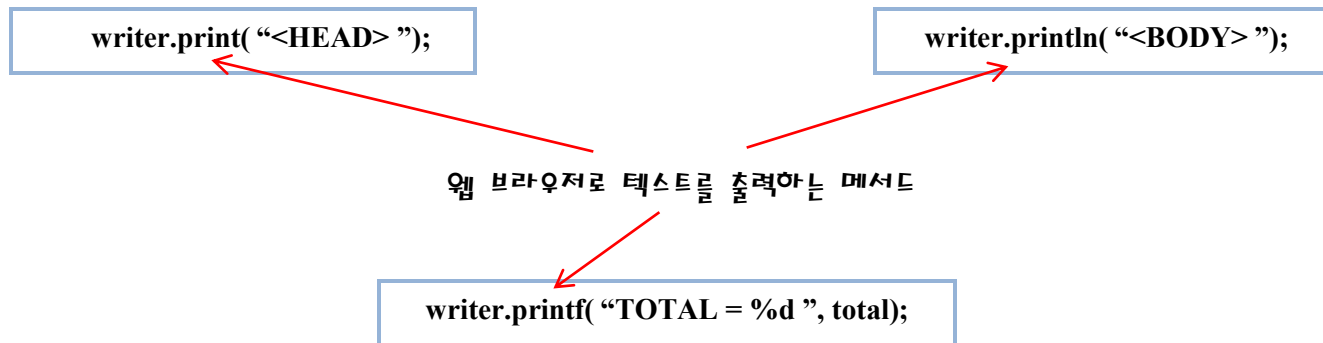 writer.print( “<HEAD> ”);
writer.println( “<BODY> ”);
웹 브라우저로 텍스트를 출력하는 메서드
writer.printf( “TOTAL = %d ”, total);